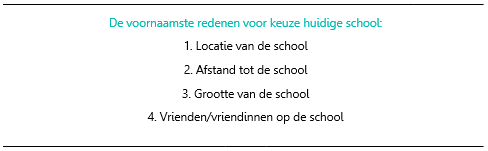 De voornaamste redenen voor keuze huidige school:
1. Locatie van de school
2. Afstand tot de school
3. Grootte van de school
4. Vrienden/vriendinnen op de school